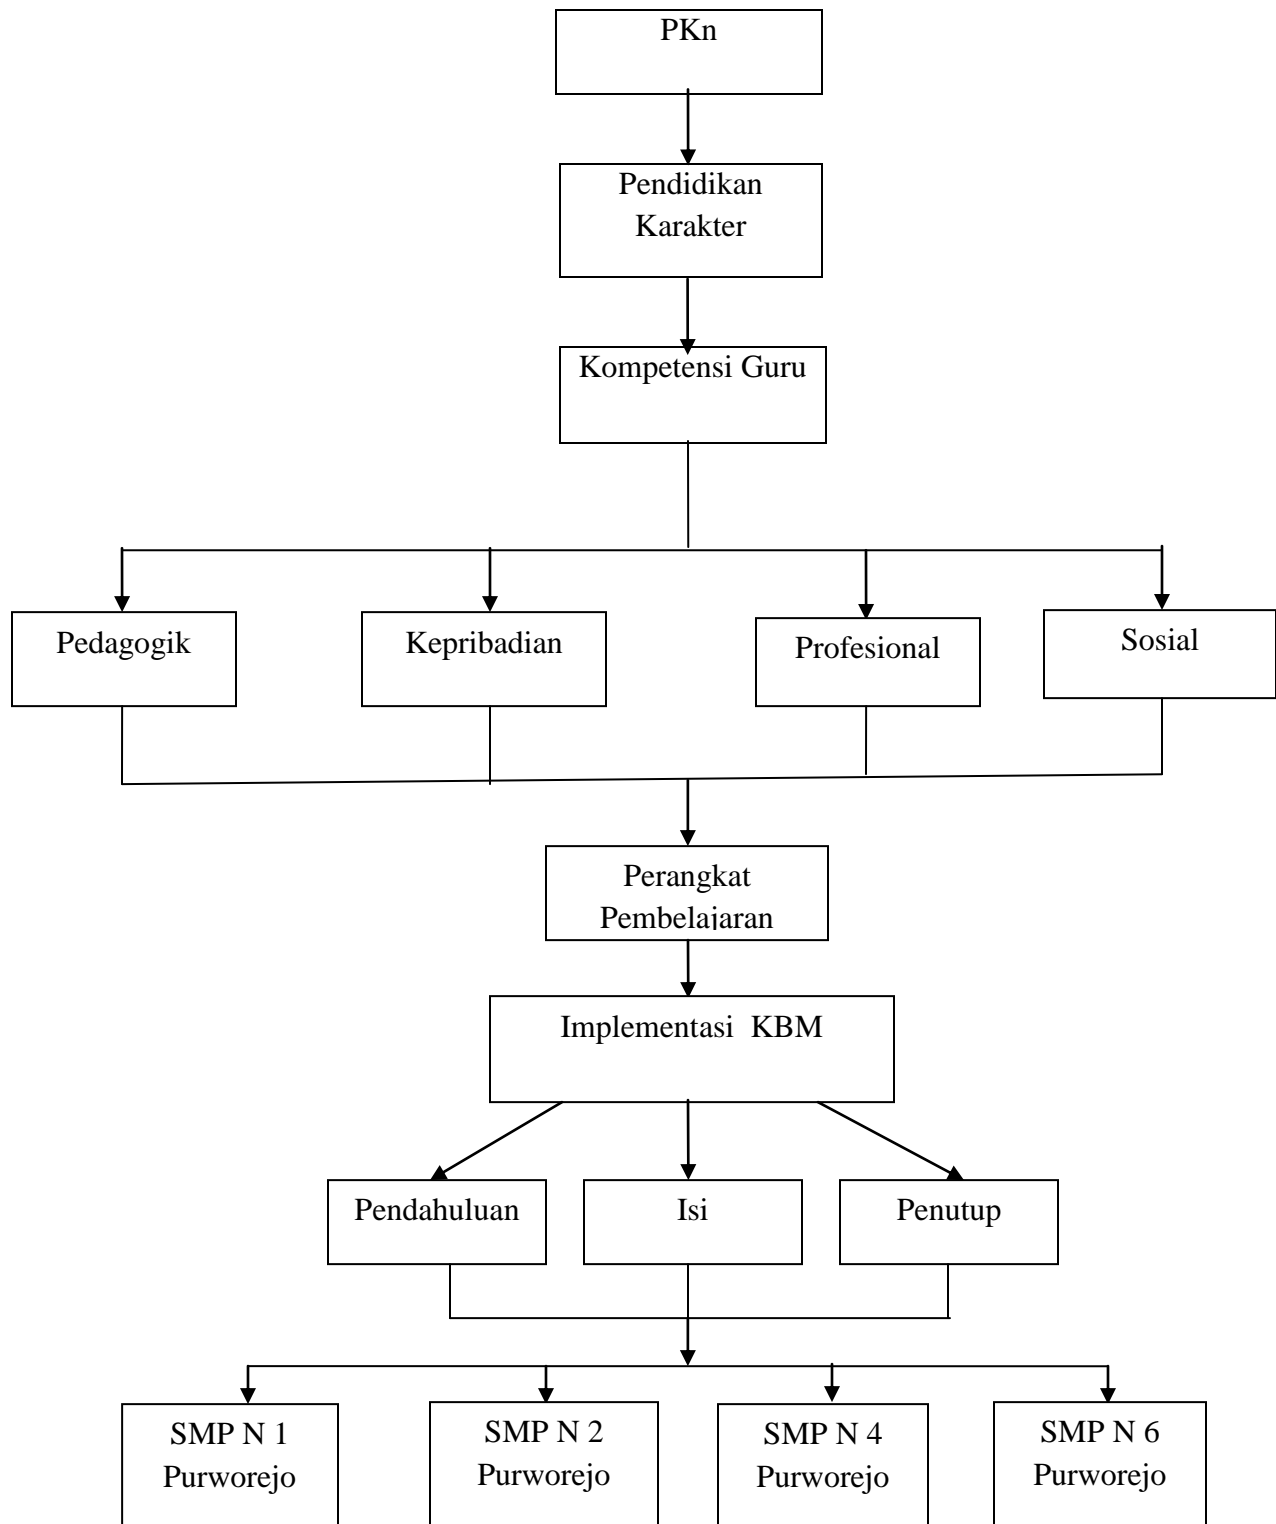 PKn
Pendidikan
Karakter
Kompetensi Guru
Pedagogik
Kepribadian
Profesional
Sosial
Perangkat
Pembelajaran
Implementasi KBM
Pendahuluan
Isi
Penutup
SMP N 1
Purworejo
SMP N 2
Purworejo
SMP N 4
Purworejo
SMP N 6
Purworejo